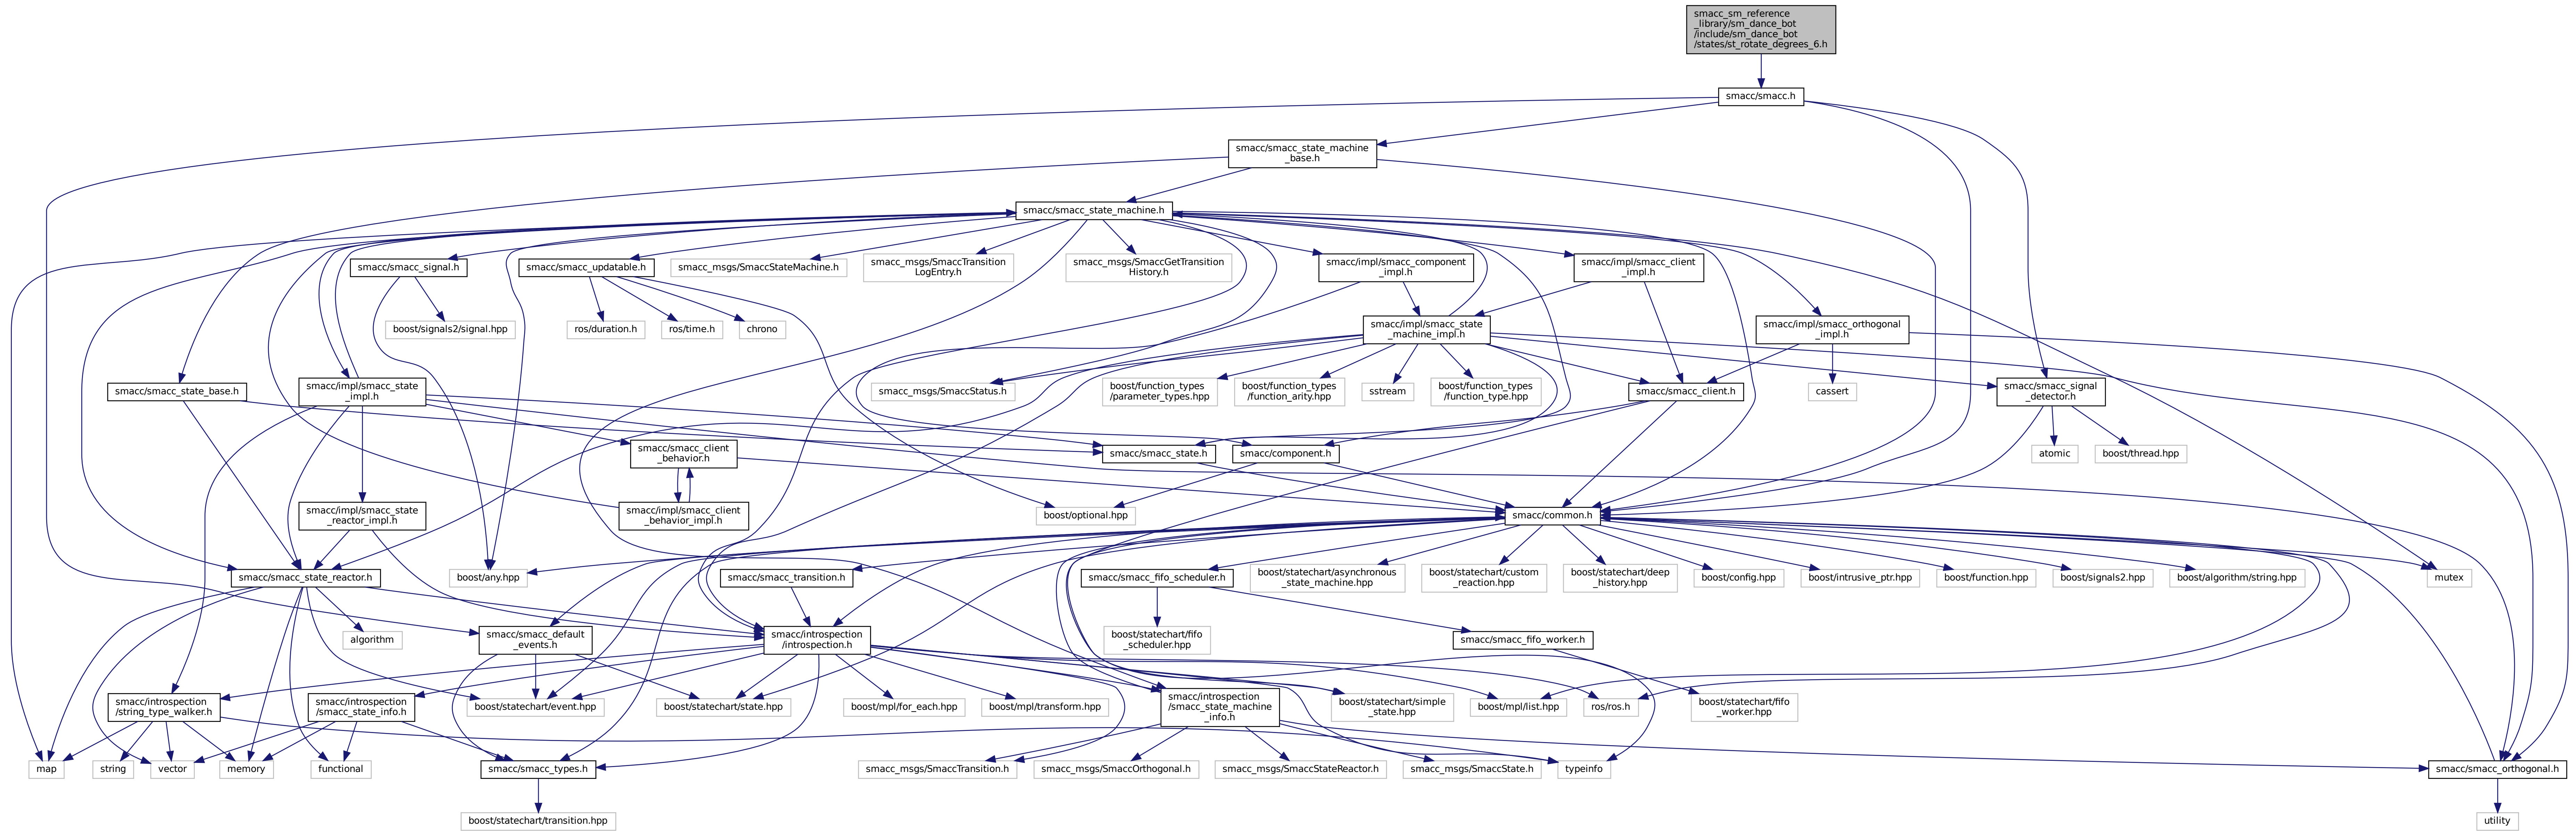 smacc_sm_reference
_library/sm_dance_bot
/include/sm_dance_bot
/states/st_rotate_degrees_6.h
smacc/smacc.h
smacc/smacc_state_machine
_base.h
smacc/smacc_state_machine.h
smacc/smacc_signal.h
smacc/smacc_updatable.h
smacc_msgs/SmaccStateMachine.h
smacc_msgs/SmaccTransition
LogEntry.h
smacc_msgs/SmaccGetTransition
History.h
smacc/impl/smacc_component
_impl.h
smacc/impl/smacc_client
_impl.h
boost/signals2/signal.hpp
ros/duration.h
ros/time.h
chrono
smacc/impl/smacc_state
_machine_impl.h
smacc/impl/smacc_orthogonal
_impl.h
smacc/smacc_state_base.h
smacc/impl/smacc_state
_impl.h
smacc_msgs/SmaccStatus.h
boost/function_types
/parameter_types.hpp
boost/function_types
/function_arity.hpp
sstream
boost/function_types
/function_type.hpp
smacc/smacc_client.h
cassert
smacc/smacc_signal
_detector.h
smacc/smacc_client
_behavior.h
smacc/smacc_state.h
smacc/component.h
atomic
boost/thread.hpp
smacc/impl/smacc_state
_reactor_impl.h
smacc/impl/smacc_client
_behavior_impl.h
boost/optional.hpp
smacc/common.h
smacc/smacc_state_reactor.h
boost/any.hpp
smacc/smacc_transition.h
smacc/smacc_fifo_scheduler.h
boost/statechart/asynchronous
_state_machine.hpp
boost/statechart/custom
_reaction.hpp
boost/statechart/deep
_history.hpp
boost/config.hpp
boost/intrusive_ptr.hpp
boost/function.hpp
boost/signals2.hpp
boost/algorithm/string.hpp
mutex
algorithm
smacc/smacc_default
_events.h
smacc/introspection
/introspection.h
boost/statechart/fifo
_scheduler.hpp
smacc/smacc_fifo_worker.h
smacc/introspection
/string_type_walker.h
smacc/introspection
/smacc_state_info.h
boost/statechart/event.hpp
boost/statechart/state.hpp
boost/mpl/for_each.hpp
boost/mpl/transform.hpp
smacc/introspection
/smacc_state_machine
_info.h
boost/statechart/simple
_state.hpp
boost/mpl/list.hpp
ros/ros.h
boost/statechart/fifo
_worker.hpp
map
string
vector
memory
functional
smacc/smacc_types.h
smacc_msgs/SmaccTransition.h
smacc_msgs/SmaccOrthogonal.h
smacc_msgs/SmaccStateReactor.h
smacc_msgs/SmaccState.h
typeinfo
smacc/smacc_orthogonal.h
boost/statechart/transition.hpp
utility